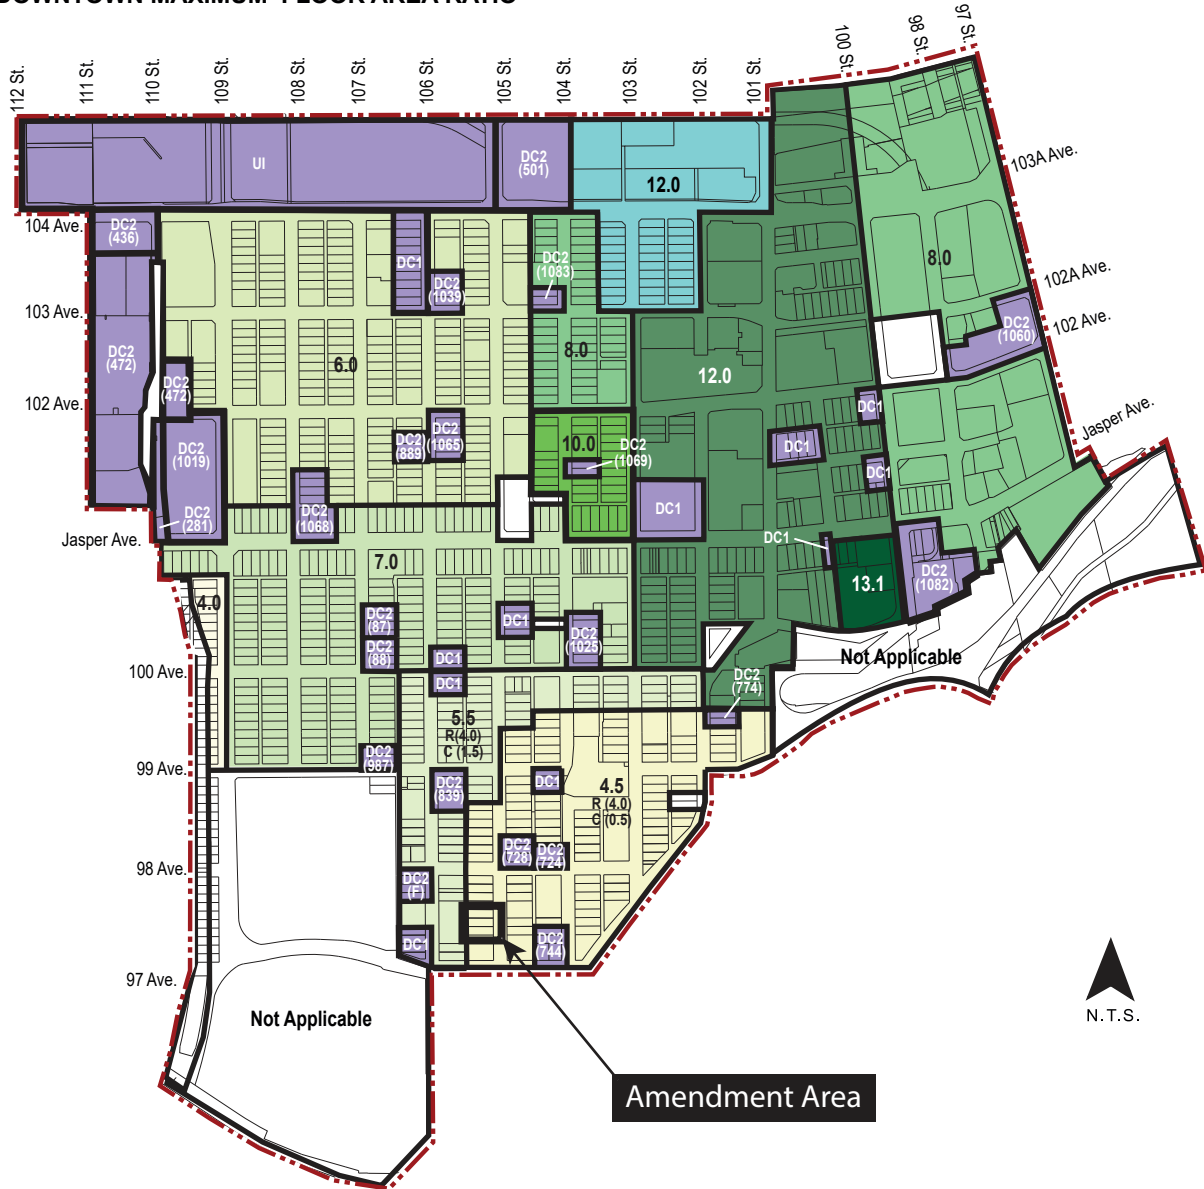 DOWNTOWN MAXIMUM FLOOR AREA RATIO
112 St.
111 St.
110 St.
109 St.
108 St.
107 St.
106 St.
105 St.
104 St.
103 St.
102 St.
101 St.
100 St.
98 St.
97 St.
103A Ave.
102A Ave.
102 Ave.
Jasper Ave.
104 Ave.
103 Ave.
102 Ave.
Jasper Ave.
100 Ave.
99 Ave.
98 Ave.
97 Ave.
UI
DC2
(501)
12.0
DC2
(436)
DC1
DC2
(1039)
DC2
(1083)
8.0
DC2
(1060)
DC2
(472)
DC2
(472)
6.0
8.0
12.0
DC2
(1019)
DC2
(889)
DC2
(1065)
10.0
DC2
(1069)
DC1
DC1
DC1
DC2
(281)
DC2
(1068)
DC1
DC1
13.1
DC2
(1082)
7.0
4.0
DC2
(87)
DC2
(88)
DC1
DC2
(1025)
DC1
DC1
Not Applicable
DC2
(774)
5.5
R(4.0)
C (1.5)
DC2
(987)
DC2
(839)
DC1
4.5
R (4.0)
C (0.5)
DC2
(728)
DC2
(724)
DC2
(F)
DC1
DC2
(744)
Not Applicable
Amendment Area
N.T.S.